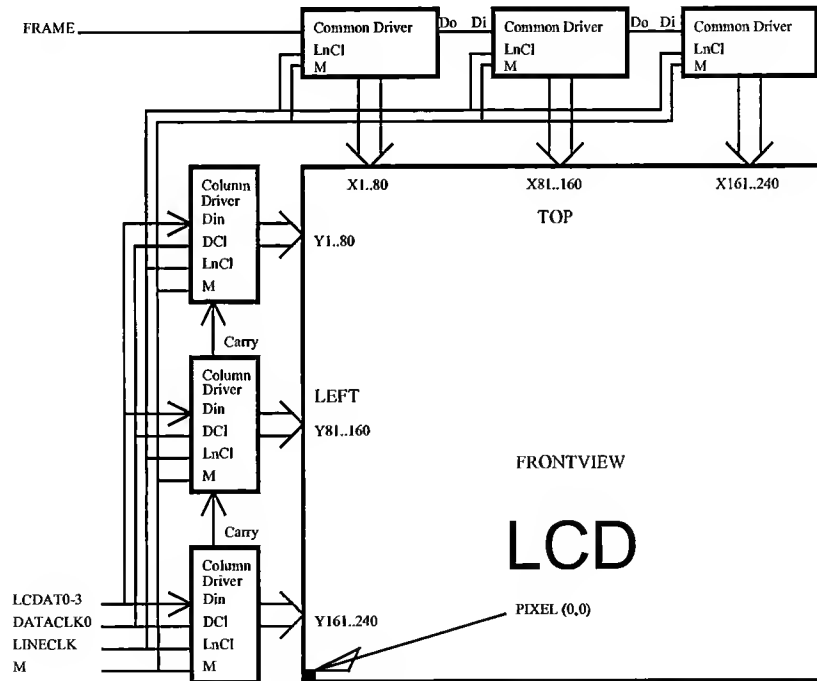 FRAME
Common Driver
LnCl
M
Do Di
Common Driver
LnCl
M
Do Di
Common Driver
LnCl
M
X1..80
X81..160
X161..240
TOP
Column
Driver
Din
DCl
LnCl
M
Y1..80
Carry
Column
Driver
Din
DCl
LnCl
M
LEFT
Y81..160
FRONTVIEW
LCD
Carry
Column
Driver
Din
DCl
LnCl
M
Y161..240
PIXEL (0,0)
LCDAT0-3
DATACLK0
LINECLK
M